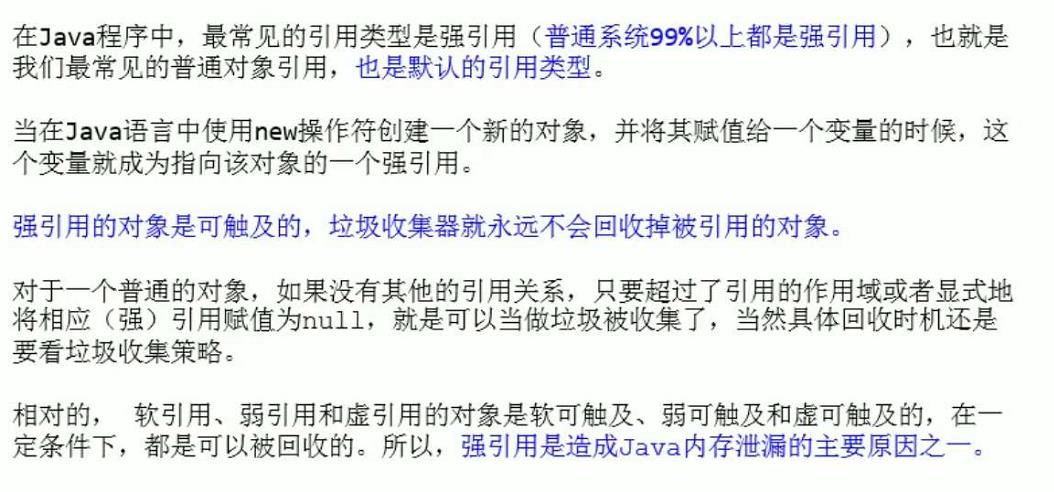 在Java程序中，最常见的引用类型是强引用（普通系统99%以上都是强引用），也就是
我们最常见的普通对象引用，也是默认的引用类型。
当在Java语言中使用new操作符创建一个新的对象，并将其赋值给一个变量的时候，这
个变量就成为指向该对象的一个强引用。
强引用的对象是可触及的，垃圾收集器就永远不会回收掉被引用的对象。
对于一个普通的对象，如果没有其他的引用关系，只要超过了引用的作用域或者显式地
将相应（强）引用赋值为null，就是可以当做垃圾被收集了，当然具体回收时机还是
要看垃圾收集策略。
相对的， 软引用、弱引用和虚引用的对象是软可触及、弱可触及和虚可触及的，在一
定条件下，都是可以被回收的。所以，强引用是造成Java内存泄漏的主要原因之一。